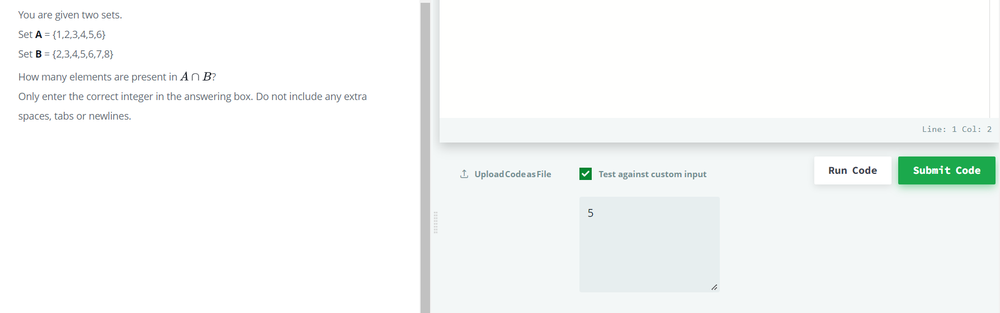 You are given two sets.
Set A = {1,2,3,4,5,6}
Set B = {2,3,4,5,6,7,8}
How many elements are present in A ∩ B?
Only enter the correct integer in the answering box. Do not include any extra
spaces, tabs or newlines.
Line: 1 Col: 2
Upload Code as File
Test against custom input
Run Code
Submit Code
5